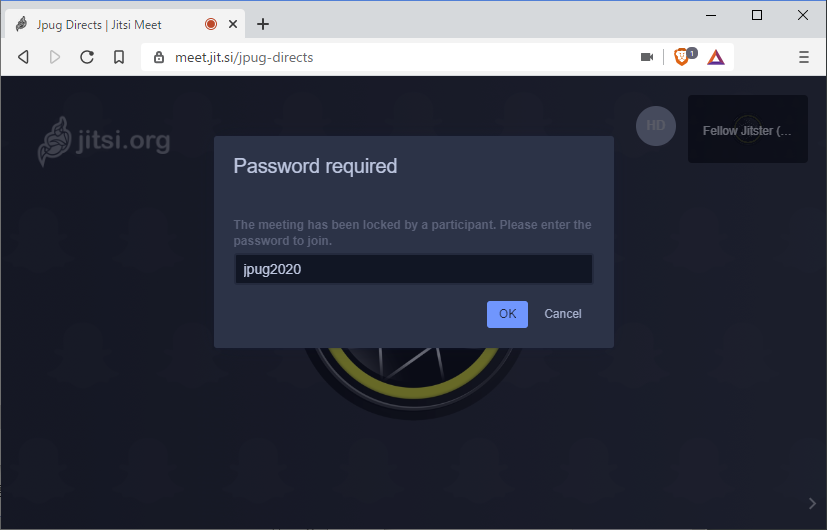 Jpug Directs | Jitsi Meet
meet.jit.si/jpug-directs
1
jitsi.org
HD
Fellow Jitster (...
Password required
The meeting has been locked by a participant. Please enter the
password to join.
jpug2020
OK
Cancel